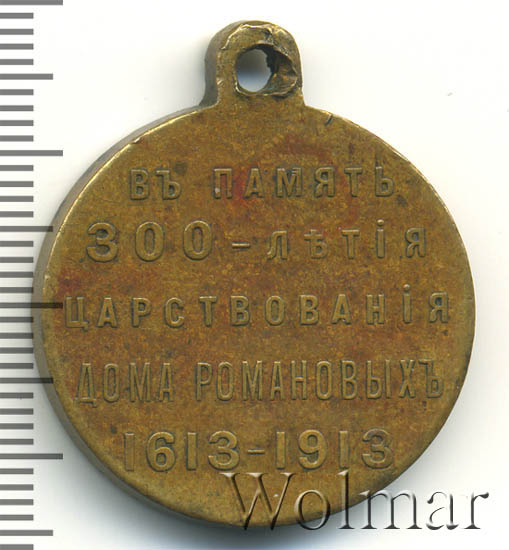 ВЪ ПАМЯТЬ
300-ЛѢТІЯ
ЦАРСТВОВАНІЯ
ДОМА РОМАНОВЫХЪ
1613-1913
Wolmar